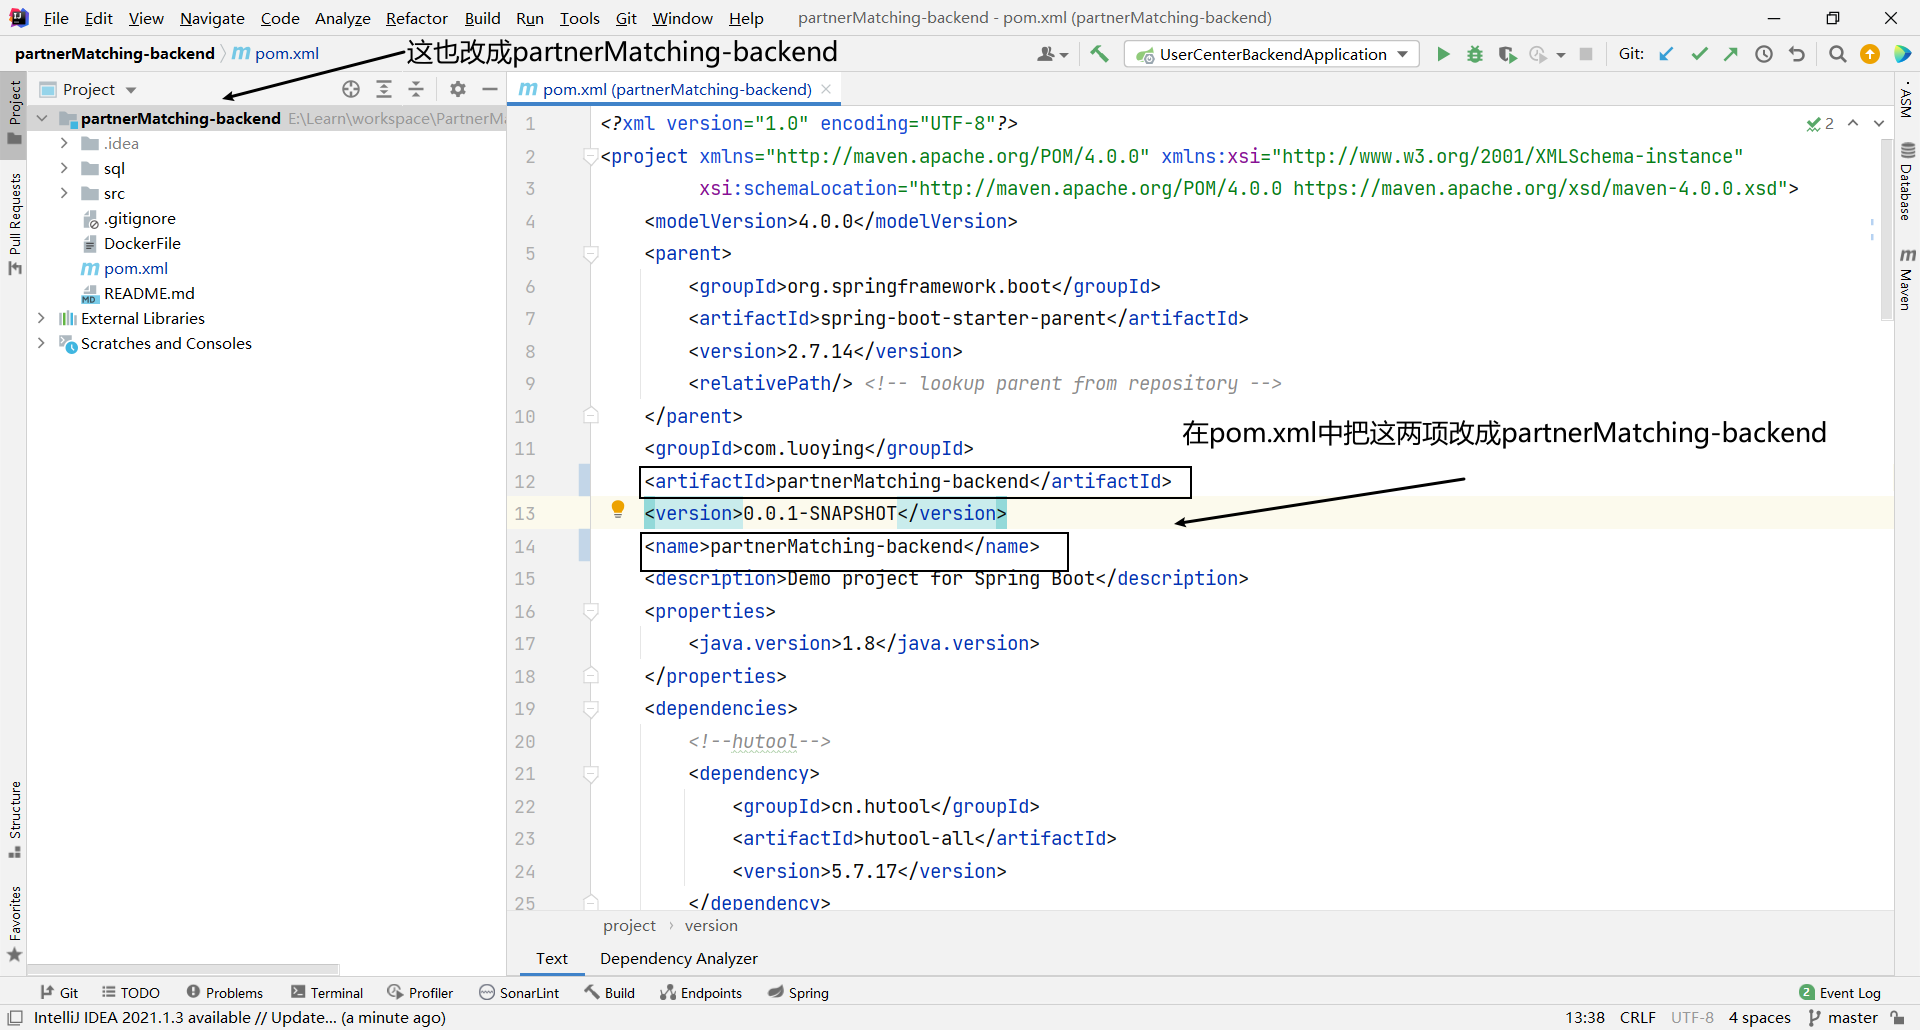 File Edit View Navigate Code Analyze Refactor Build Run Tools Git Window Help partnerMatching-backend - pom.xml (partnerMatching-backend)
partnerMatching-backend pom.xml 这也改成partnerMatching-backend UserCenterBackendApplication Git:
Project
pom.xml (partnerMatching-backend)
partnerMatching-backend E:\Learn\workspace\PartnerM
.idea
sql
src
.gitignore
DockerFile
pom.xml
README.md
External Libraries
Scratches and Consoles
Project
Pull Requests
Structure
Favorites
1 <?xml version="1.0" encoding="UTF-8"?>
2 <project xmlns="http://maven.apache.org/POM/4.0.0" xmlns:xsi="http://www.w3.org/2001/XMLSchema-instance"
3 xsi:schemaLocation="http://maven.apache.org/POM/4.0.0 https://maven.apache.org/xsd/maven-4.0.0.xsd">
4 <modelVersion>4.0.0</modelVersion>
5 <parent>
6 <groupId>org.springframework.boot</groupId>
7 <artifactId>spring-boot-starter-parent</artifactId>
8 <version>2.7.14</version>
9 <relativePath/> <!-- lookup parent from repository -->
10 </parent>
在pom.xml中把这两项改成partnerMatching-backend
11 <groupId>com.luoying</groupId>
12 <artifactId>partnerMatching-backend</artifactId>
13 <version>0.0.1-SNAPSHOT</version>
14 <name>partnerMatching-backend</name>
15 <description>Demo project for Spring Boot</description>
16 <properties>
17 <java.version>1.8</java.version>
18 </properties>
19 <dependencies>
20 <!--hutool-->
21 <dependency>
22 <groupId>cn.hutool</groupId>
23 <artifactId>hutool-all</artifactId>
24 <version>5.7.17</version>
25 </dependency>
2
ASM
Database
Maven
project › version
Text Dependency Analyzer
Git TODO Problems Terminal Profiler SonarLint Build Endpoints Spring 2 Event Log
IntelliJ IDEA 2021.1.3 available // Update... (a minute ago) 13:38 CRLF UTF-8 4 spaces master